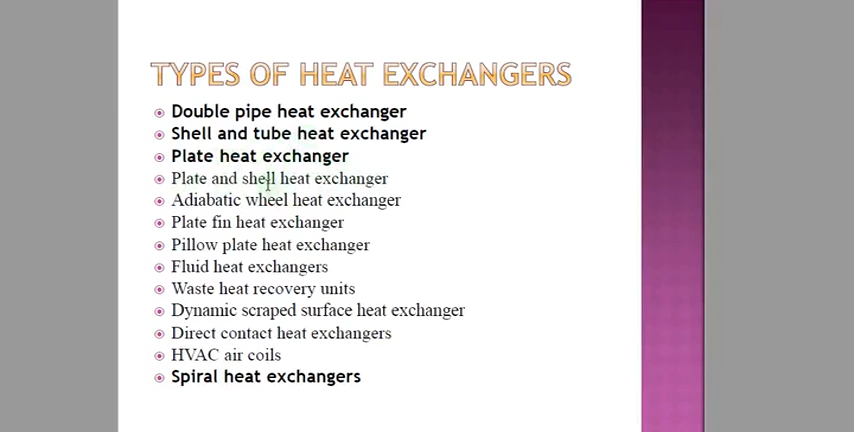 TYPES OF HEAT EXCHANGERS
Double pipe heat exchanger
Shell and tube heat exchanger
Plate heat exchanger
Plate and shell heat exchanger
Adiabatic wheel heat exchanger
Plate fin heat exchanger
Pillow plate heat exchanger
Fluid heat exchangers
Waste heat recovery units
Dynamic scraped surface heat exchanger
Direct contact heat exchangers
HVAC air coils
Spiral heat exchangers